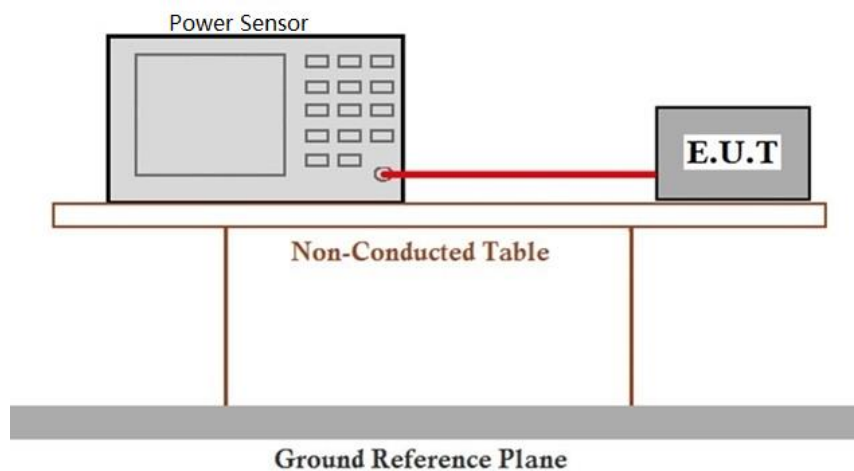 Power Sensor
E.U.T
Non-Conducted Table
Ground Reference Plane